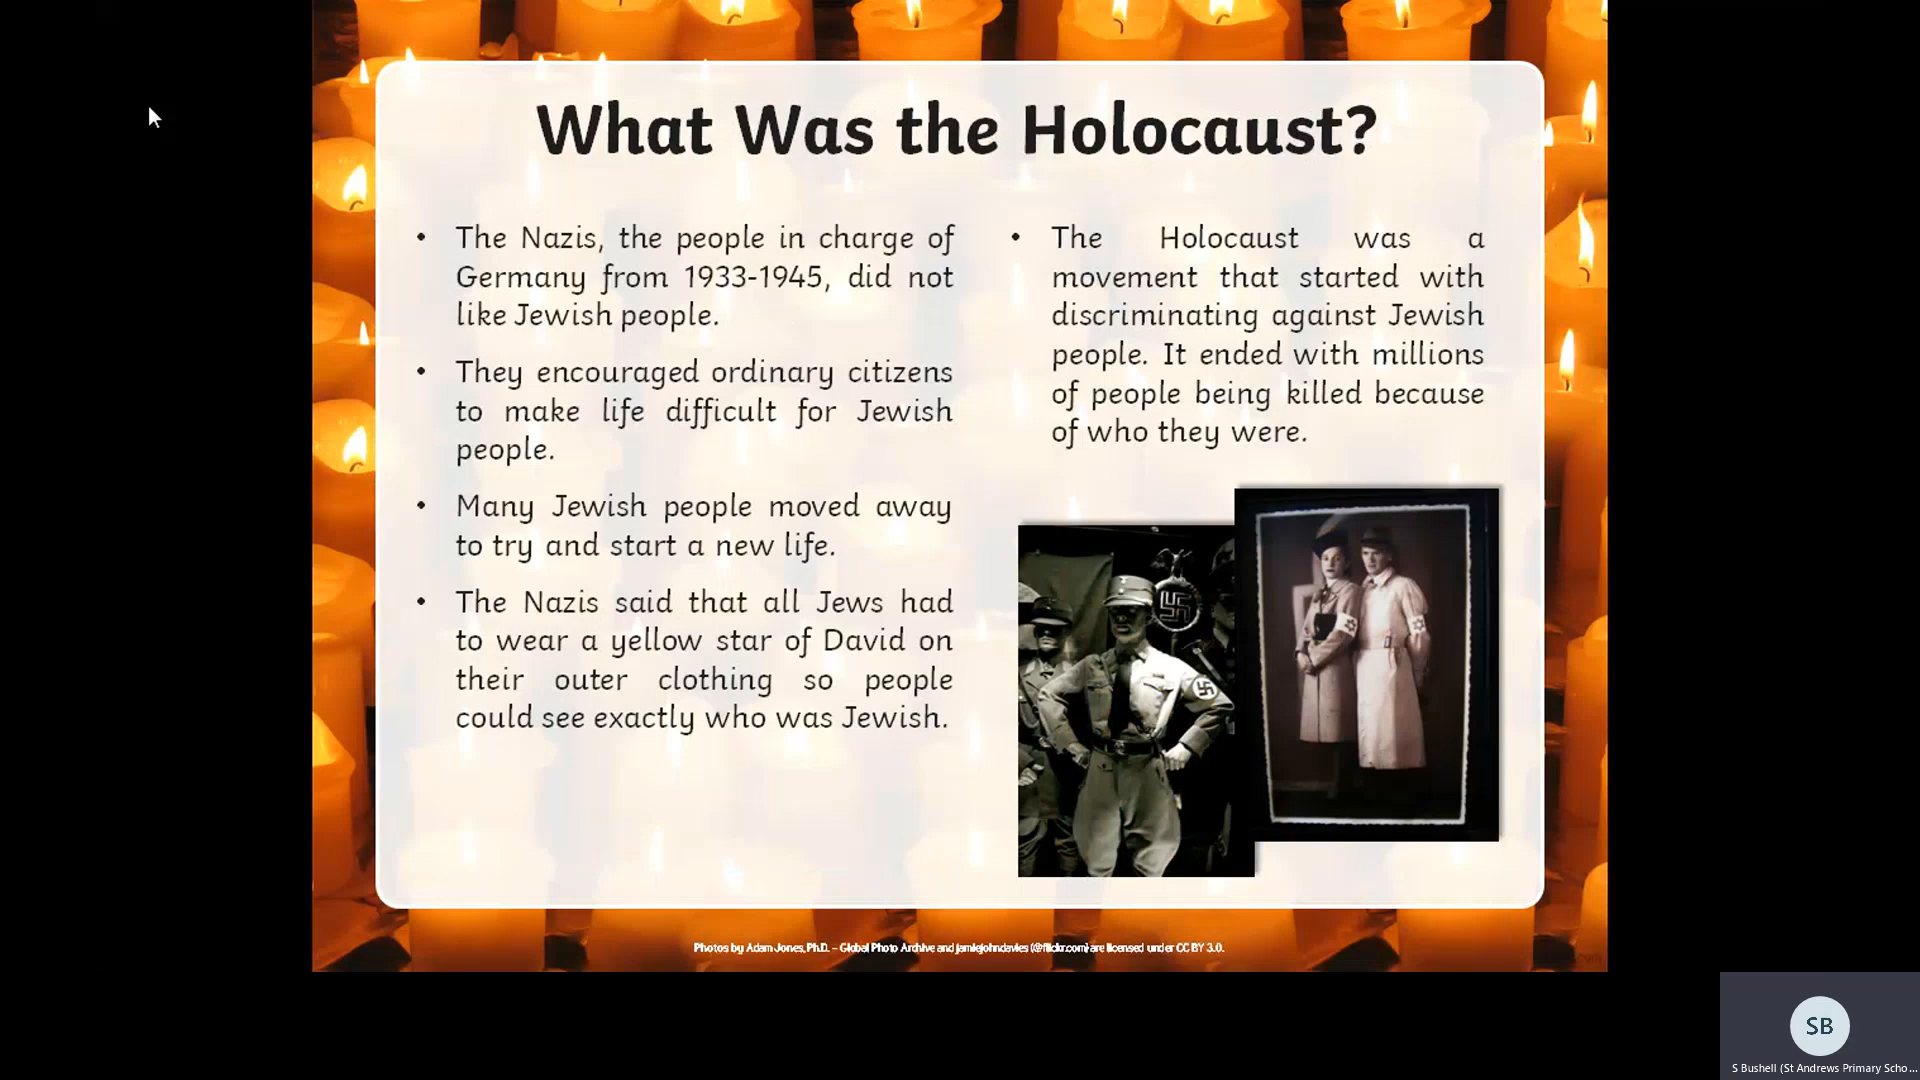 What Was the Holocaust?
• The Nazis, the people in charge of
Germany from 1933-1945, did not
like Jewish people.
• They encouraged ordinary citizens
to make life difficult for Jewish
people.
• Many Jewish people moved away
to try and start a new life.
• The Nazis said that all Jews had
to wear a yellow star of David on
their outer clothing so people
could see exactly who was Jewish.
• The Holocaust was a
movement that started with
discriminating against Jewish
people. It ended with millions
of people being killed because
of who they were.
Photos by Adam Jones, Ph.D. – Global Photo Archive and jamiejohndavies (@flickr.com) are licensed under CC BY 3.0.
SB
S Bushell (St Andrews Primary Scho...